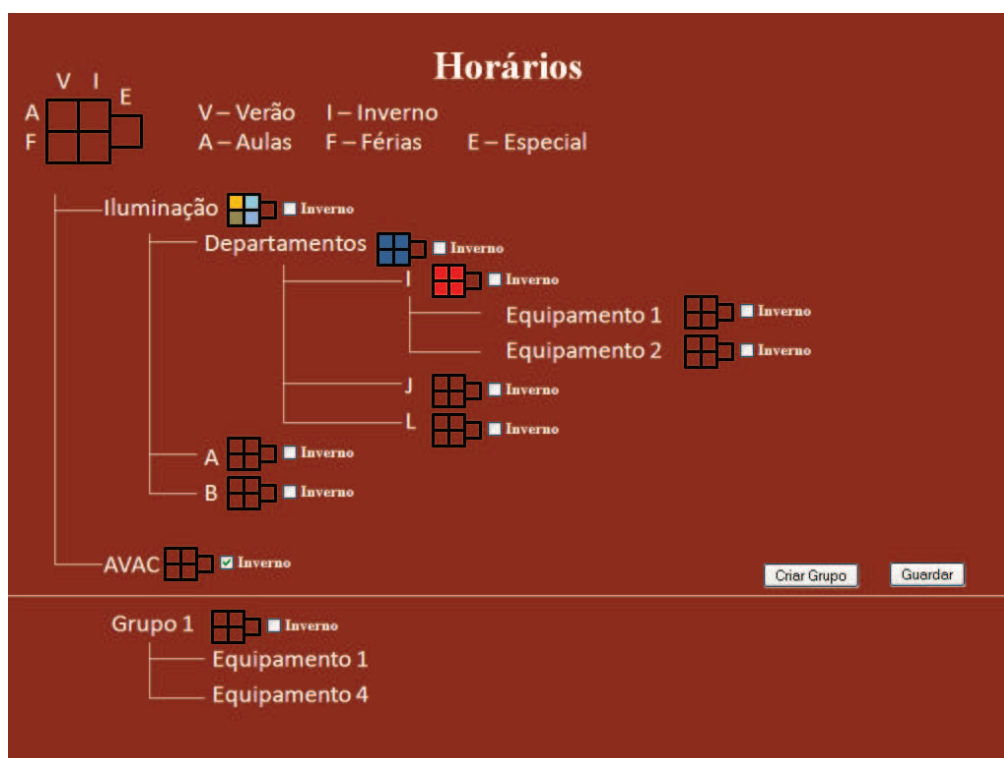 Horários
V I
E
A
F
V – Verão I – Inverno
A – Aulas F – Férias E – Especial
Iluminação Inverno
Departamentos Inverno
I Inverno
Equipamento 1 Inverno
Equipamento 2 Inverno
J Inverno
L Inverno
A Inverno
B Inverno
AVAC Inverno
Criar Grupo Guardar
Grupo 1 Inverno
Equipamento 1
Equipamento 4